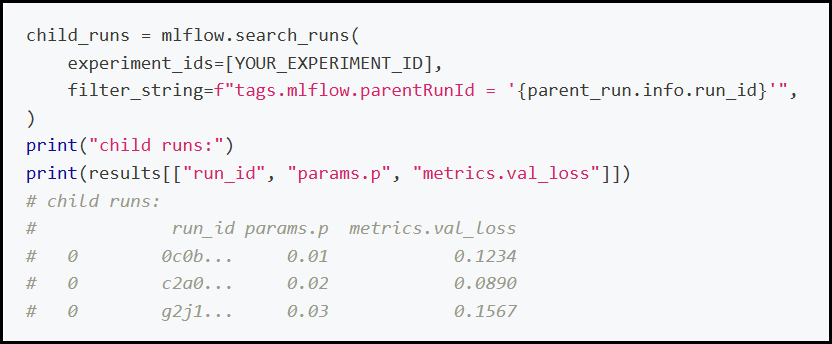 child_runs = mlflow.search_runs(
    experiment_ids=[YOUR_EXPERIMENT_ID],
    filter_string=f"tags.mlflow.parentRunId = '{parent_run.info.run_id}'",
)
print("child runs:")
print(results[["run_id", "params.p", "metrics.val_loss"]])
# child runs:
#             run_id params.p  metrics.val_loss
#   0        0c0b...     0.01            0.1234
#   0        c2a0...     0.02            0.0890
#   0        g2j1...     0.03            0.1567